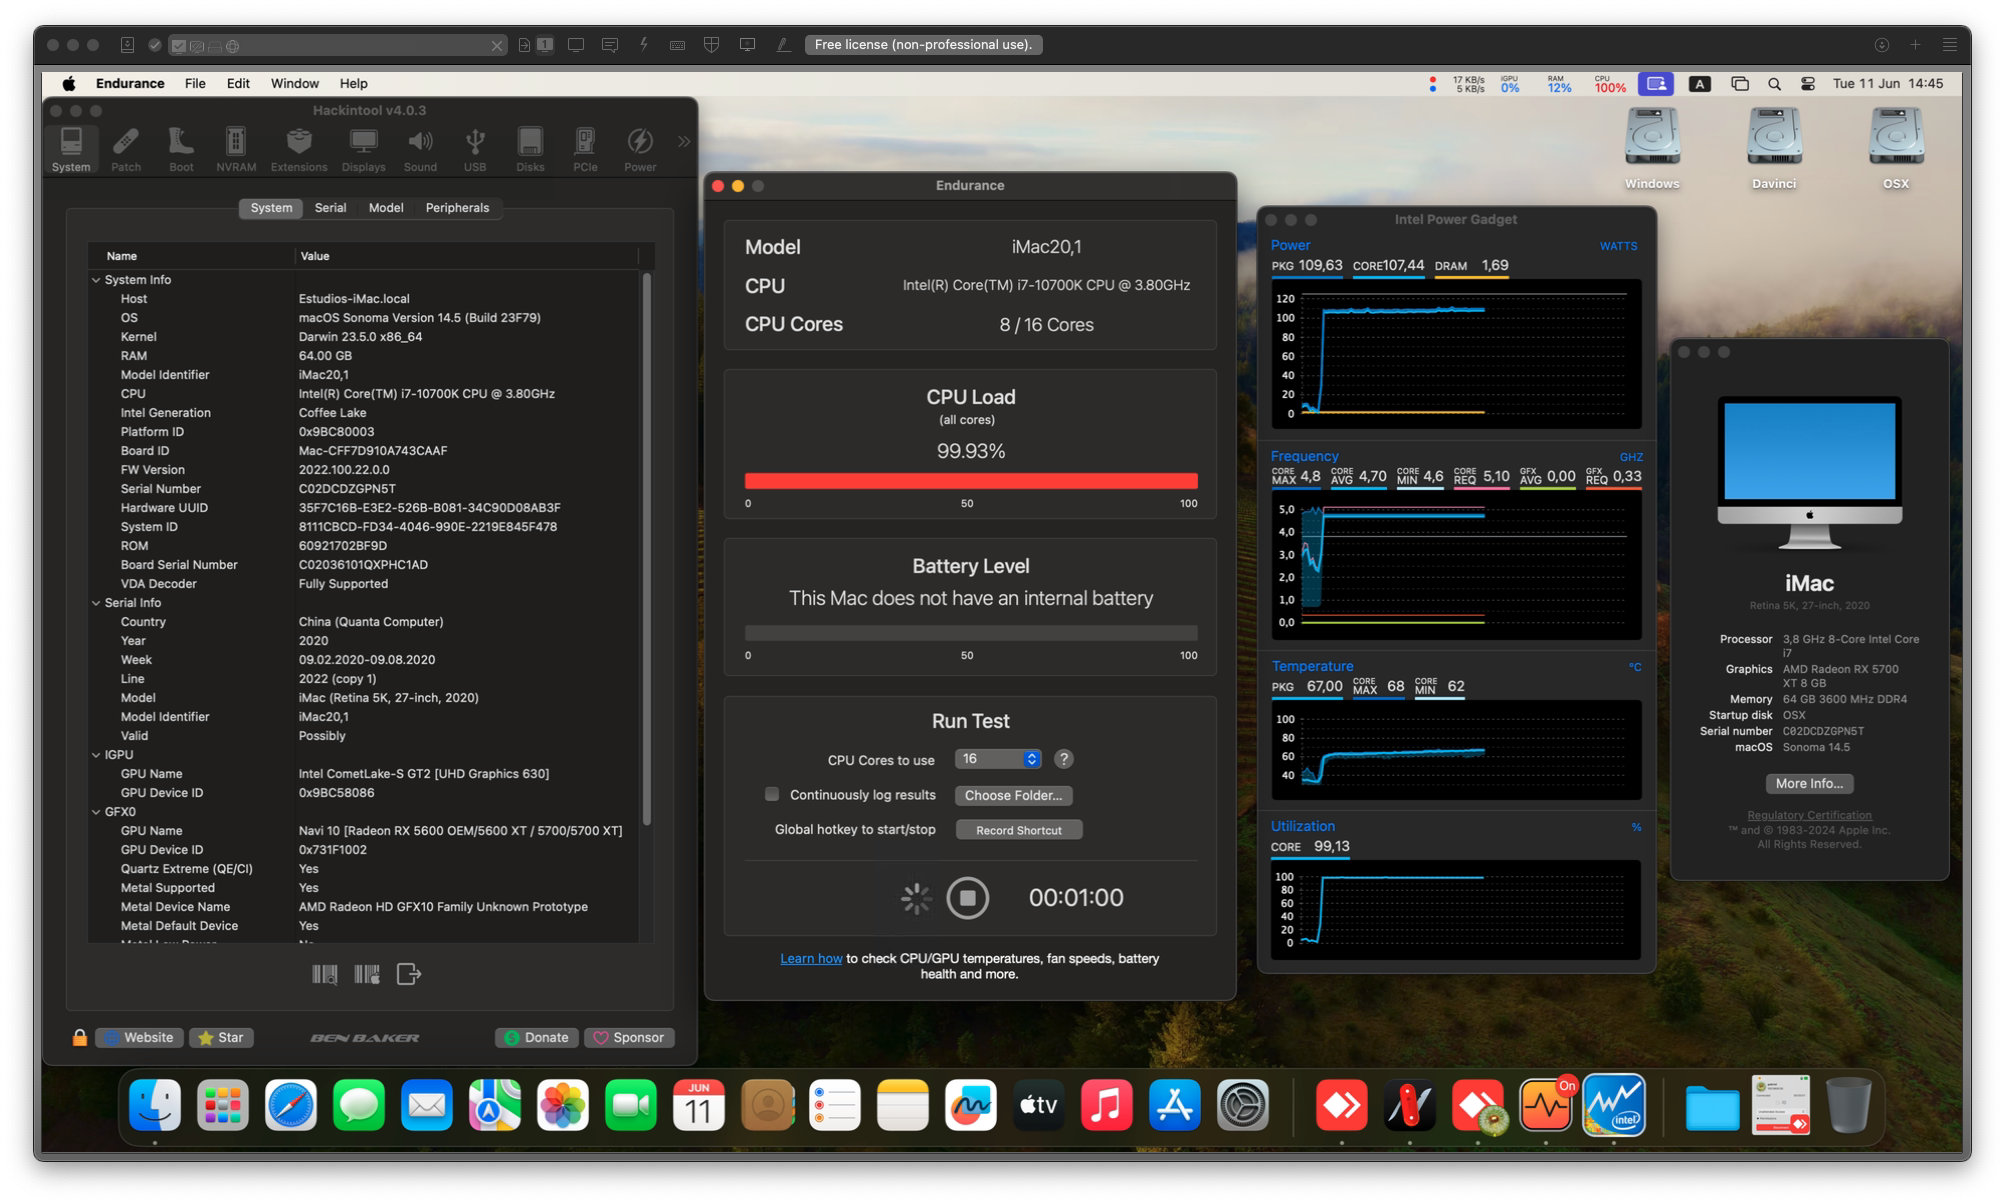 Free license (non-professional use).
1
Endurance File Edit Window Help
17 KB/s
5 KB/s
IGPU
0%
RAM
12%
CPU
100%
A
Tue 11 Jun 14:45
Hackintool v4.0.3
System Patch Boot NVRAM Extensions Displays Sound USB Disks PCIe Power
System Serial Model Peripherals
Name Value
System Info
Host Estudios-iMac.local
OS macOS Sonoma Version 14.5 (Build 23F79)
Kernel Darwin 23.5.0 x86_64
RAM 64.00 GB
Model Identifier iMac20,1
CPU Intel(R) Core(TM) i7-10700K CPU @ 3.80GHz
Intel Generation Coffee Lake
Platform ID 0x9BC80003
Board ID Mac-CFF7D910A743CAAF
FW Version 2022.100.22.0.0
Serial Number C02DCDZGPN5T
Hardware UUID 35F7C16B-E3E2-526B-B081-34C90D08AB3F
System ID 8111CBCD-FD34-4046-990E-2219E845F478
ROM 60921702BF9D
Board Serial Number C02036101QXPHC1AD
VDA Decoder Fully Supported
Serial Info
Country China (Quanta Computer)
Year 2020
Week 09.02.2020-09.08.2020
Line 2022 (copy 1)
Model iMac (Retina 5K, 27-inch, 2020)
Model Identifier iMac20,1
Valid Possibly
IGPU
GPU Name Intel CometLake-S GT2 [UHD Graphics 630]
GPU Device ID 0x9BC58086
GFX0
GPU Name Navi 10 [Radeon RX 5600 OEM/5600 XT / 5700/5700 XT]
GPU Device ID 0x731F1002
Quartz Extreme (QE/CI) Yes
Metal Supported Yes
Metal Device Name AMD Radeon HD GFX10 Family Unknown Prototype
Metal Default Device Yes
Website Star BEN BAKER Donate Sponsor
Endurance
Model iMac20,1
CPU Intel(R) Core(TM) i7-10700K CPU @ 3.80GHz
CPU Cores 8 / 16 Cores
CPU Load
(all cores)
99.93%
0 50 100
Battery Level
This Mac does not have an internal battery
0 50 100
Run Test
CPU Cores to use 16 ?
Continuously log results Choose Folder...
Global hotkey to start/stop Record Shortcut
00:01:00
Learn how to check CPU/GPU temperatures, fan speeds, battery
health and more.
Intel Power Gadget
Power WATTS
PKG 109,63 CORE107,44 DRAM 1,69
120
100
80
60
40
20
0
Frequency GHZ
CORE MAX 4,8 CORE AVG 4,70 CORE MIN 4,6 CORE REQ 5,10 GFX AVG 0,00 GFX REQ 0,33
5,0
4,0
3,0
2,0
1,0
0,0
Temperature °C
PKG 67,00 CORE MAX 68 CORE MIN 62
100
80
60
40
Utilization %
CORE 99,13
100
80
60
40
20
0
Windows Davinci OSX
iMac
Retina 5K, 27-inch, 2020
Processor 3,8 GHz 8-Core Intel Core
i7
Graphics AMD Radeon RX 5700
XT 8 GB
Memory 64 GB 3600 MHz DDR4
Startup disk OSX
Serial number C02DCDZGPN5T
macOS Sonoma 14.5
More Info...
Regulatory Certification
™ and © 1983-2024 Apple Inc.
All Rights Reserved.
JUN
11
tv
On
intel